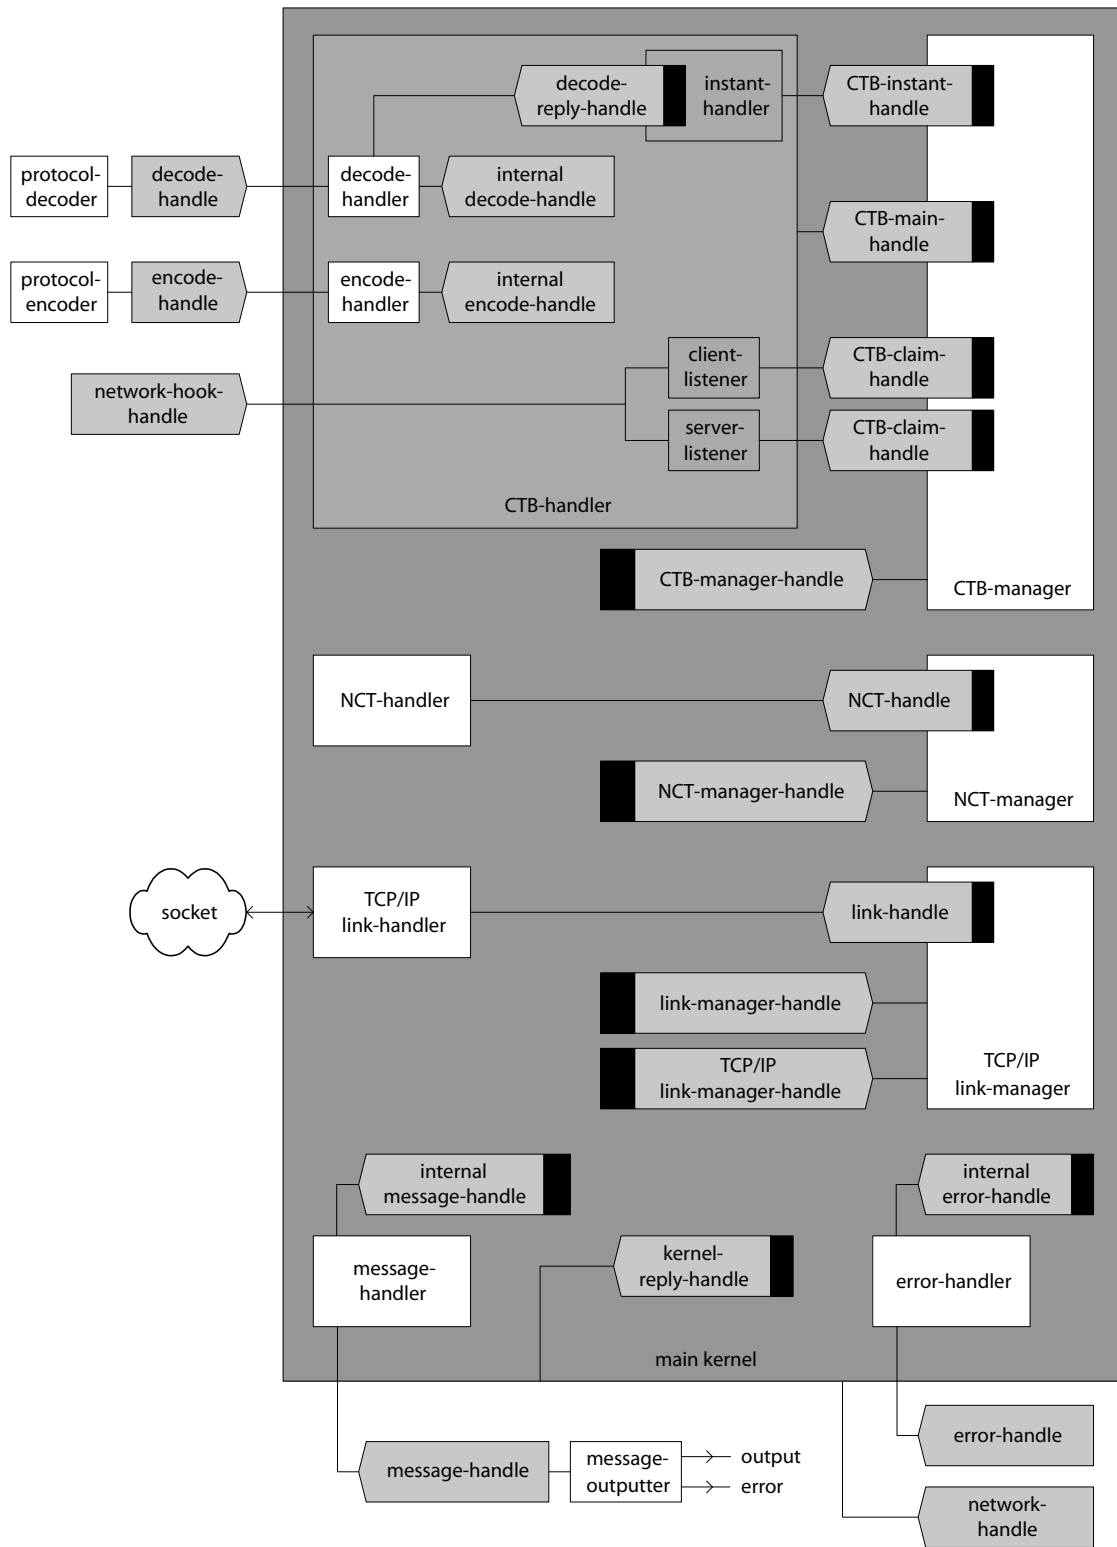 decode-
reply-handle
instant-
handler
CTB-instant-
handle
protocol-
decoder
decode-
handle
decode-
handler
internal
decode-handle
CTB-main-
handle
protocol-
encoder
encode-
handle
encode-
handler
internal
encode-handle
client-
listener
CTB-claim-
handle
network-hook-
handle
server-
listener
CTB-claim-
handle
CTB-handler
CTB-manager-handle
CTB-manager
NCT-handler
NCT-handle
NCT-manager-handle
NCT-manager
socket
TCP/IP
link-handler
link-handle
link-manager-handle
TCP/IP
link-manager-handle
TCP/IP
link-manager
internal
message-handle
internal
error-handle
message-
handler
kernel-
reply-handle
error-handler
main kernel
error-handle
message-handle
message-
outputter
output
error
network-
handle